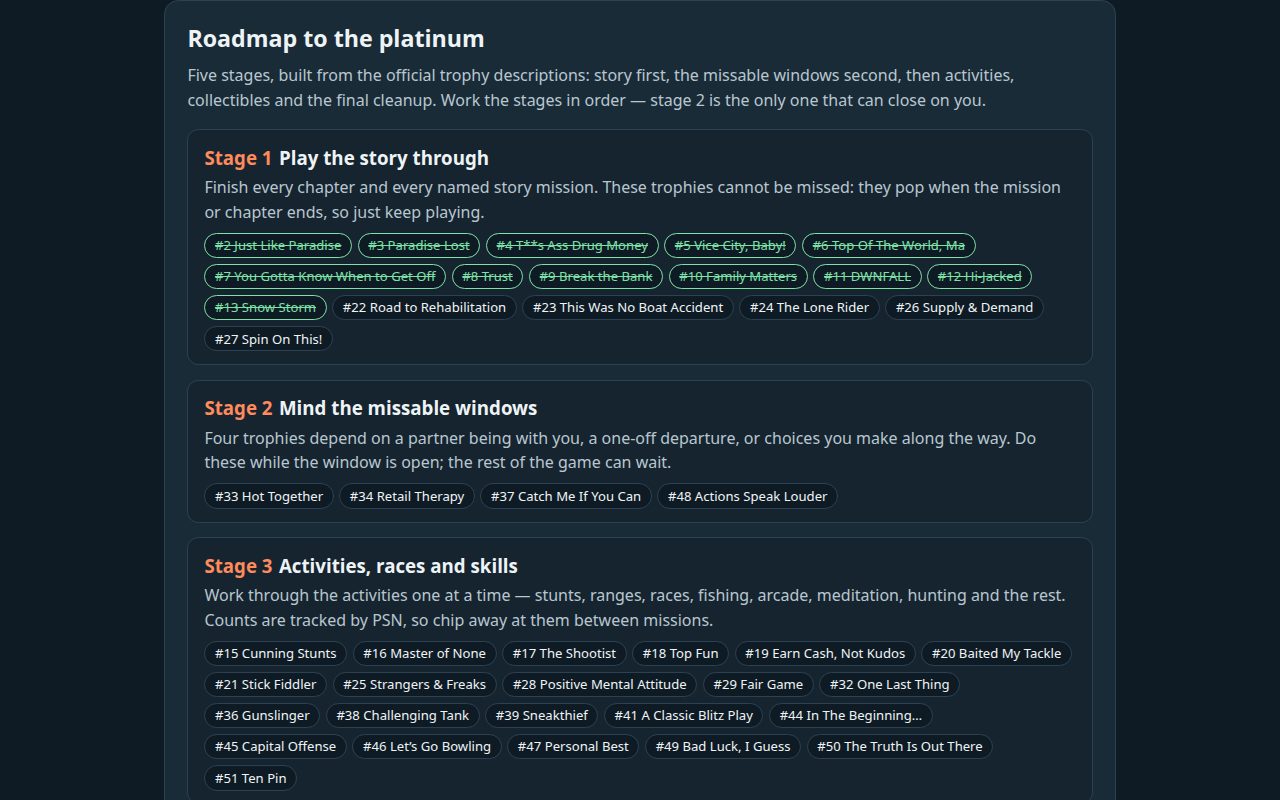 Roadmap to the platinum
Five stages, built from the official trophy descriptions: story first, the missable windows second, then activities,
collectibles and the final cleanup. Work the stages in order — stage 2 is the only one that can close on you.
Stage 1 Play the story through
Finish every chapter and every named story mission. These trophies cannot be missed: they pop when the mission
or chapter ends, so just keep playing.
#2 Just Like Paradise #3 Paradise Lost #4 T**s Ass Drug Money #5 Vice City, Baby! #6 Top Of The World, Ma
#7 You Gotta Know When to Get Off #8 Trust #9 Break the Bank #10 Family Matters #11 DWNFALL #12 Hi-Jacked
#13 Snow Storm #22 Road to Rehabilitation #23 This Was No Boat Accident #24 The Lone Rider #26 Supply & Demand
#27 Spin On This!
Stage 2 Mind the missable windows
Four trophies depend on a partner being with you, a one-off departure, or choices you make along the way. Do
these while the window is open; the rest of the game can wait.
#33 Hot Together #34 Retail Therapy #37 Catch Me If You Can #48 Actions Speak Louder
Stage 3 Activities, races and skills
Work through the activities one at a time — stunts, ranges, races, fishing, arcade, meditation, hunting and the rest.
Counts are tracked by PSN, so chip away at them between missions.
#15 Cunning Stunts #16 Master of None #17 The Shootist #18 Top Fun #19 Earn Cash, Not Kudos #20 Baited My Tackle
#21 Stick Fiddler #25 Strangers & Freaks #28 Positive Mental Attitude #29 Fair Game #32 One Last Thing
#36 Gunslinger #38 Challenging Tank #39 Sneakthief #41 A Classic Blitz Play #44 In The Beginning...
#45 Capital Offense #46 Let's Go Bowling #47 Personal Best #49 Bad Luck, I Guess #50 The Truth Is Out There
#51 Ten Pin